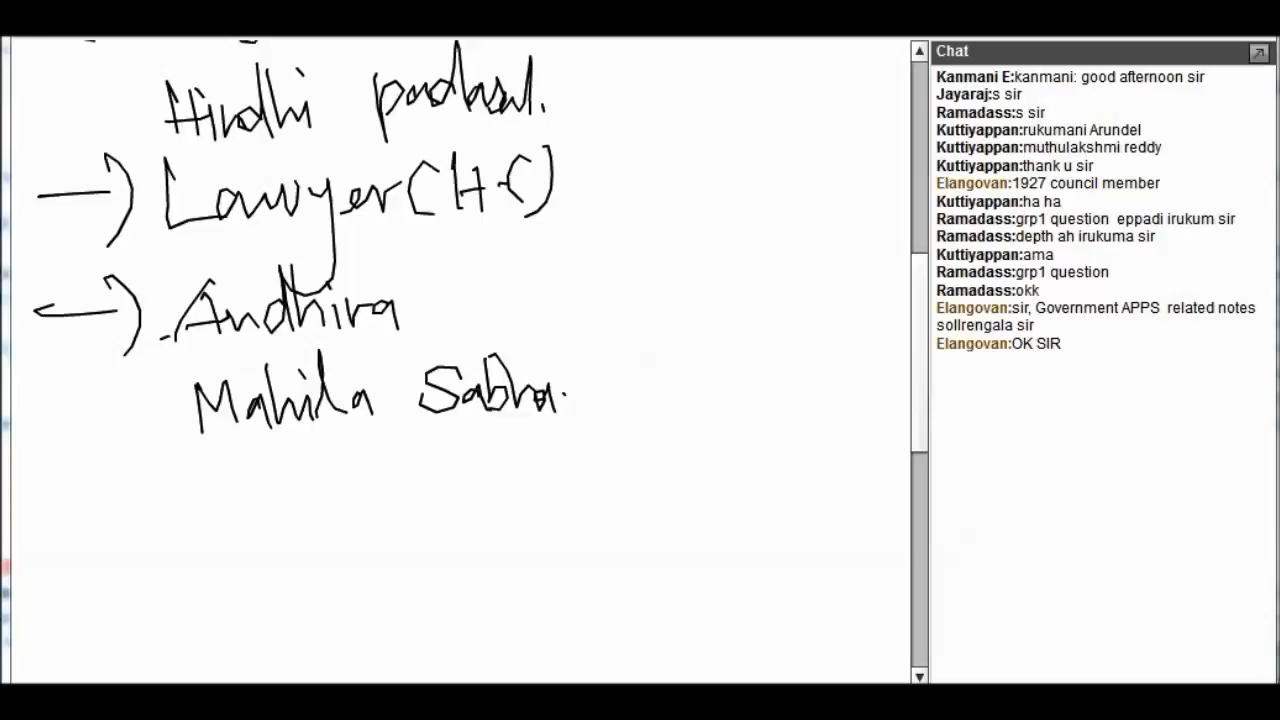 Hindhi padasal.
→) Lawyer (H.C)
→) Andhira
Mahila Sabha.
Chat
Kanmani E:kanmani: good afternoon sir
Jayaraj:s sir
Ramadass:s sir
Kuttiyappan:rukumani Arundel
Kuttiyappan:muthulakshmi reddy
Kuttiyappan:thank u sir
Elangovan:1927 council member
Kuttiyappan:ha ha
Ramadass:grp1 question eppadi irukum sir
Ramadass:depth ah irukuma sir
Kuttiyappan:ama
Ramadass:grp1 question
Ramadass:okk
Elangovan:sir, Government APPS related notes
sollrengala sir
Elangovan:OK SIR